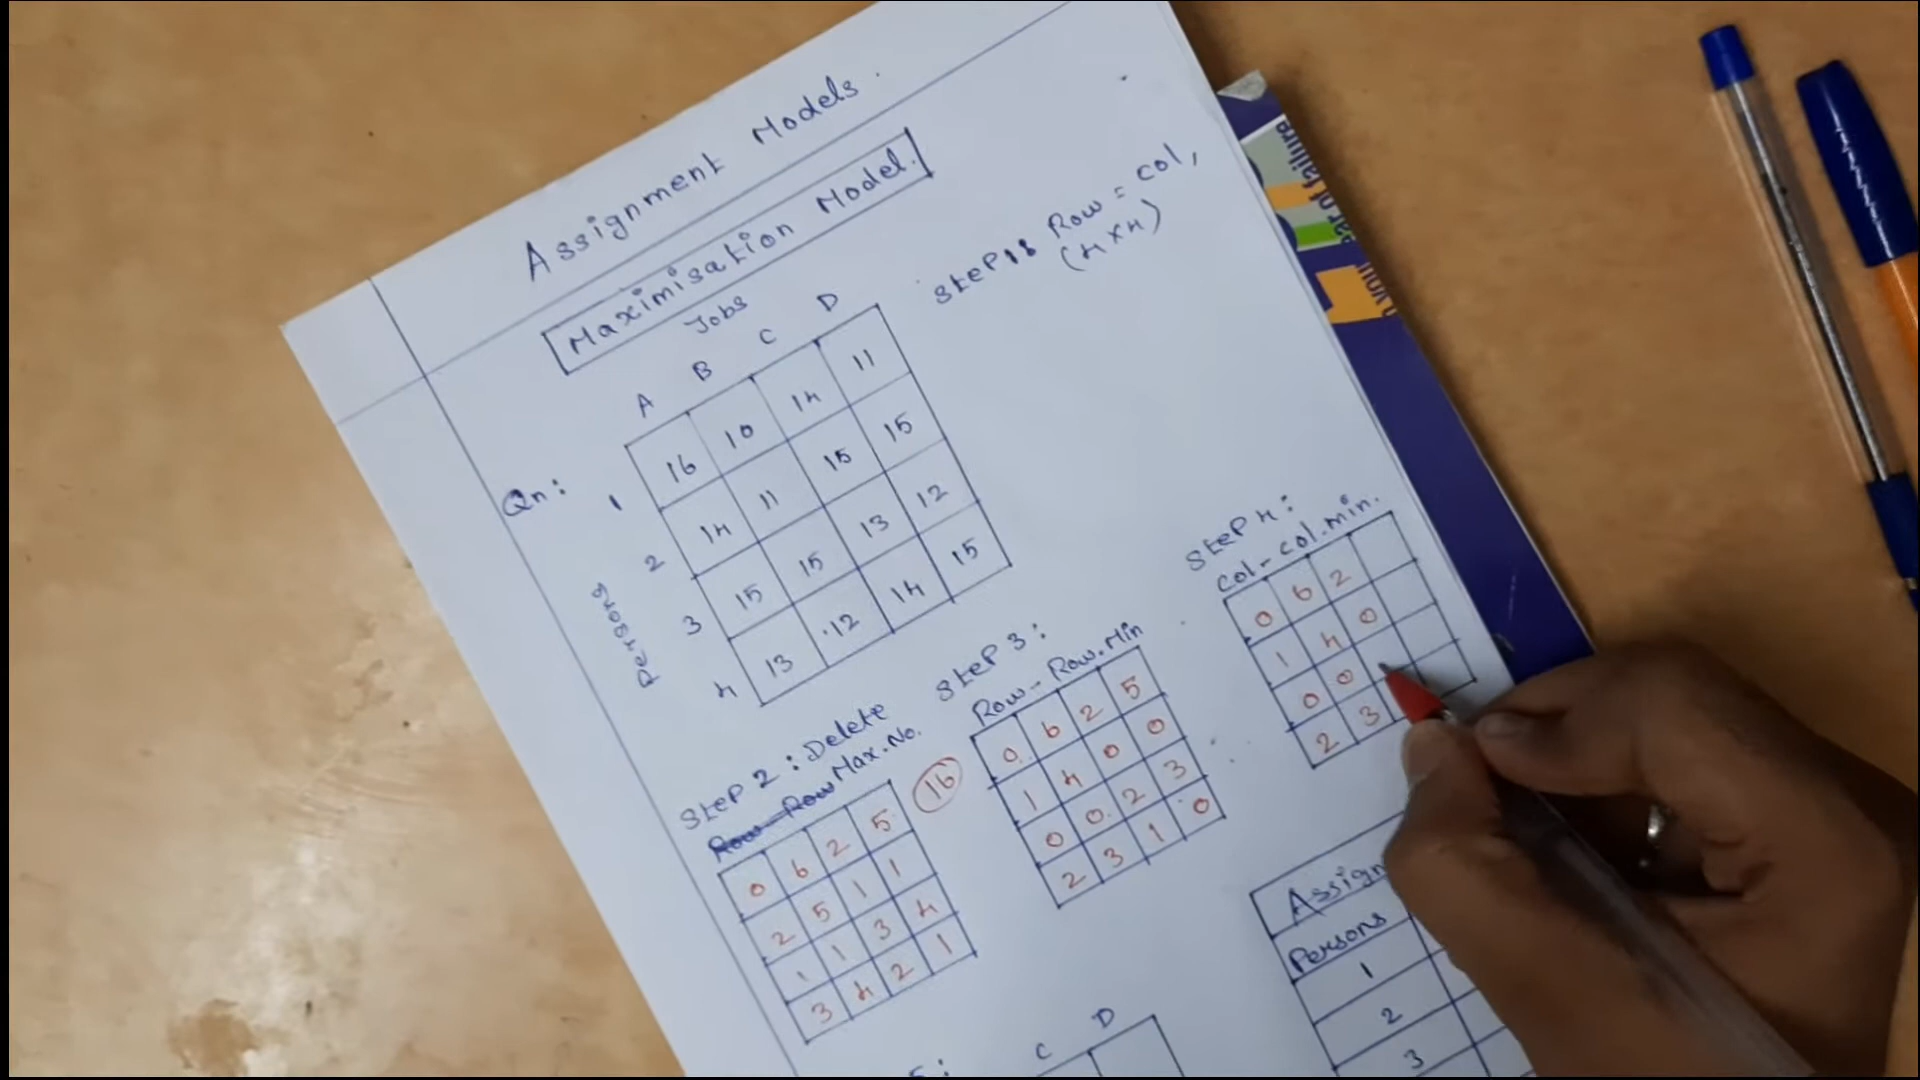 Assignment Models.
Maximisation Model.
Jobs
A B C D
Qn:
Persons
1 16 10 14 11
2 14 11 15 15
3 15 15 13 12
4 13 12 14 15
Step 1: Row = Col,
(4x4)
Step 2: Delete
Row-Row Max. No.
16
0 6 2 5
2 5 1 1
1 1 3 4
3 4 2 1
Step 3:
Row-Row. Min
0 6 2 5
1 4 0 0
0 0 2 3
2 3 1 0
Step 4:
Col-Col. min.
0 6 2
1 4 0
0 0
2 3
Assign
Persons
1
2
3
5:
C D
of failure